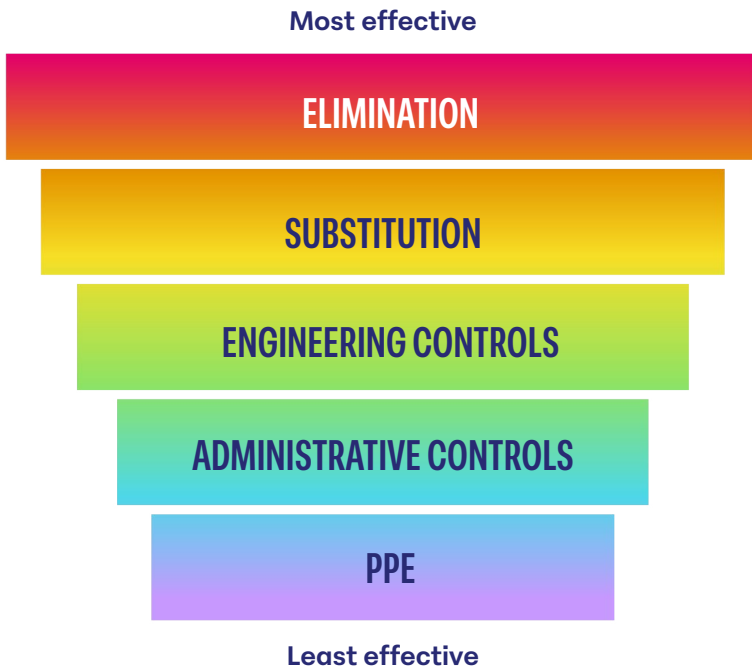 Most effective
ELIMINATION
SUBSTITUTION
ENGINEERING CONTROLS
ADMINISTRATIVE CONTROLS
PPE
Least effective